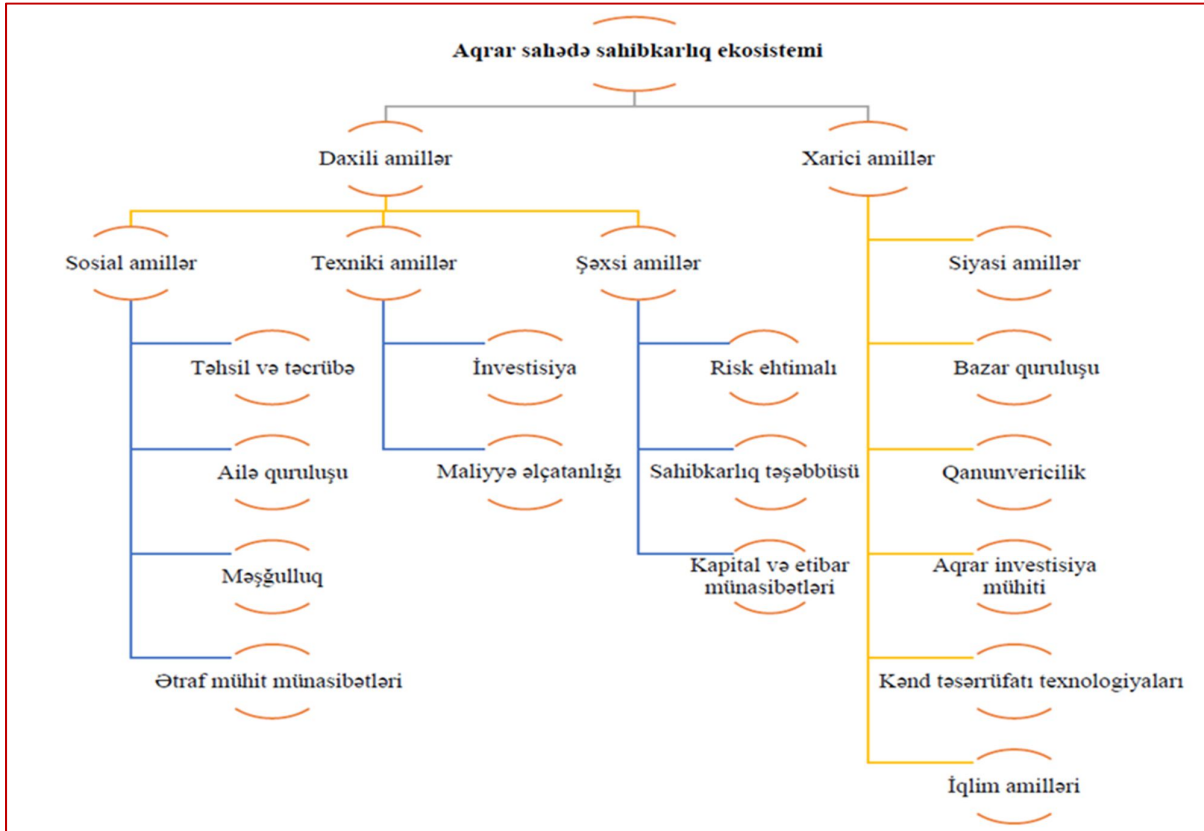 Aqrar sahədə sahibkarlıq ekosistemi
Daxili amillər
Xarici amillər
Sosial amillər
Texniki amillər
Şəxsi amillər
Təhsil və təcrübə
Ailə quruluşu
Məşğulluq
Ətraf mühit münasibətləri
İnvestisiya
Maliyyə əlçatanlığı
Risk ehtimalı
Sahibkarlıq təşəbbüsü
Kapital və etibar
münasibətləri
Siyasi amillər
Bazar quruluşu
Qanunvericilik
Aqrar investisiya
mühiti
Kənd təsərrüfatı texnologiyaları
İqlim amilləri